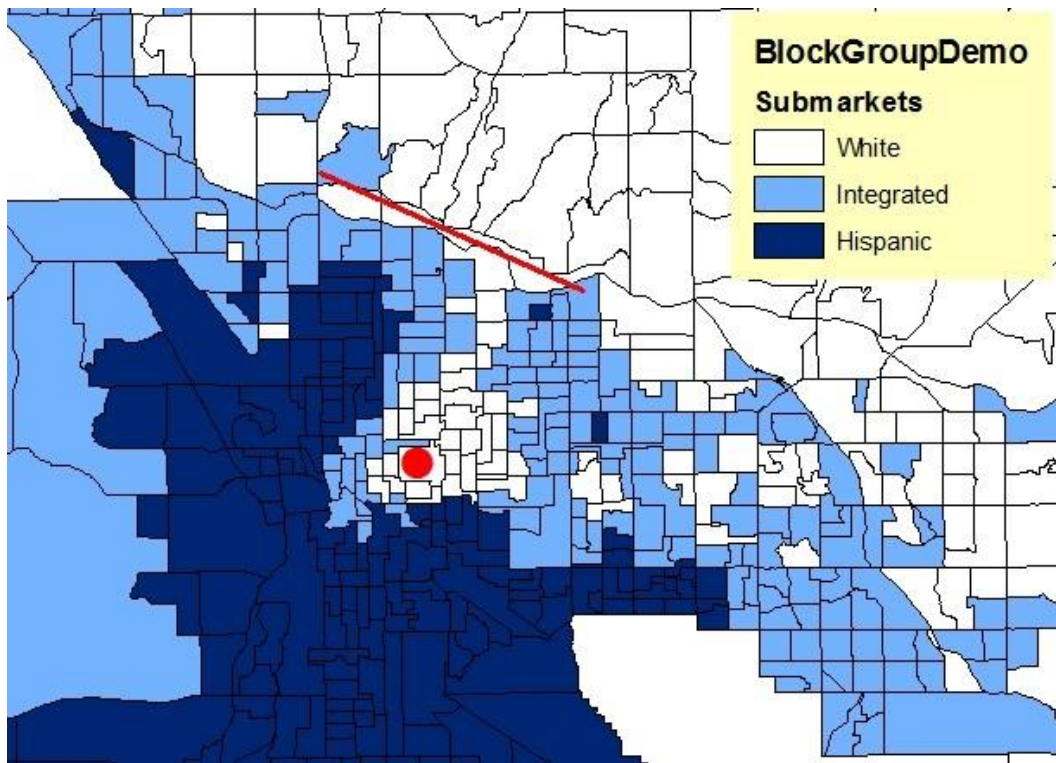 BlockGroupDemo
Submarkets
White
Integrated
Hispanic